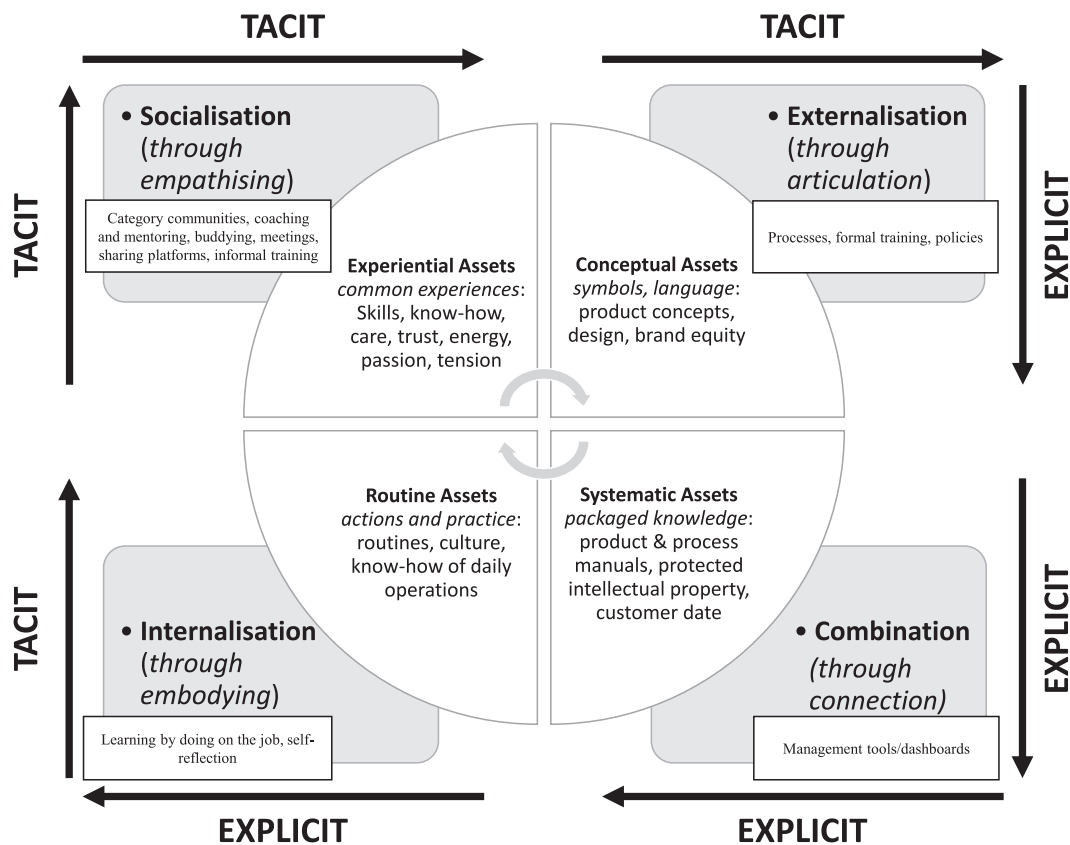 TACIT
TACIT
• Socialisation
(through
empathising)
• Externalisation
(through
articulation)
TACIT
EXPLICIT
Category communities, coaching
and mentoring, buddying, meetings,
sharing platforms, informal training
Processes, formal training, policies
Experiential Assets
common experiences:
Skills, know-how,
care, trust, energy,
passion, tension
Conceptual Assets
symbols, language:
product concepts,
design, brand equity
Routine Assets
actions and practice:
routines, culture,
know-how of daily
operations
Systematic Assets
packaged knowledge:
product & process
manuals, protected
intellectual property,
customer date
TACIT
EXPLICIT
• Internalisation
(through
embodying)
• Combination
(through
connection)
Learning by doing on the job, self-
reflection
Management tools/dashboards
EXPLICIT
EXPLICIT